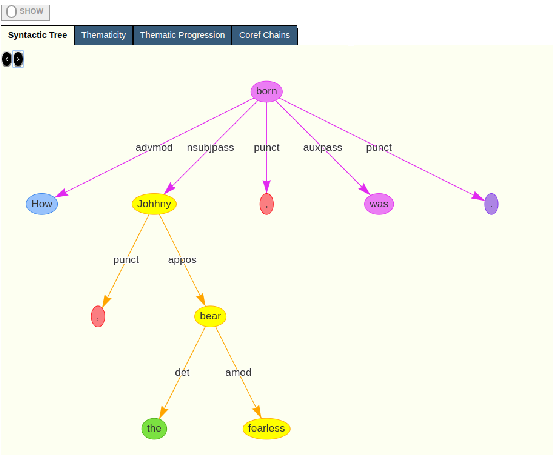 SHOW
Syntactic Tree Thematicity Thematic Progression Coref Chains
‹ ›
born
advmod nsubjpass punct auxpass punct
How Johhny , was .
punct appos
, bear
det amod
the fearless